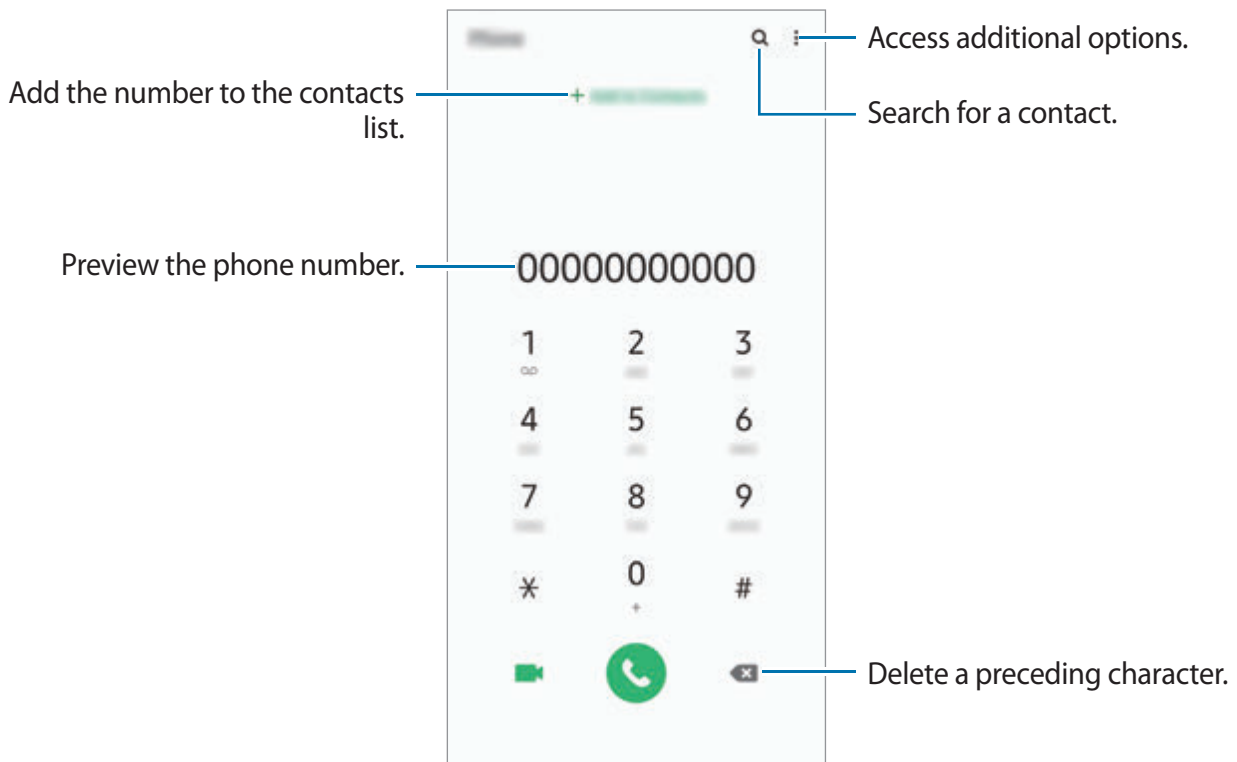 Access additional options.
Add the number to the contacts
list.
Search for a contact.
Preview the phone number.
00000000000
1 2 3
4 5 6
7 8 9
* 0 #
+
Delete a preceding character.